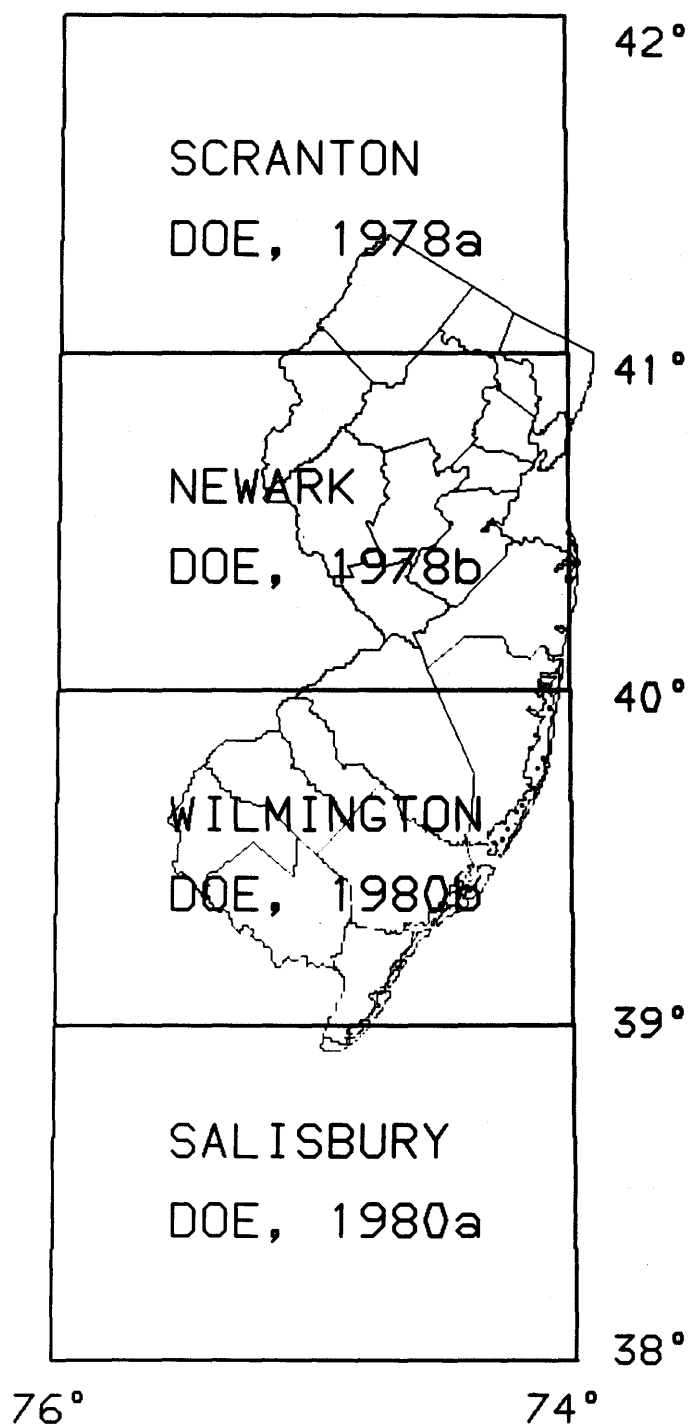 42°
SCRANTON
DOE, 1978a
41°
NEWARK
DOE, 1978b
40°
WILMINGTON
DOE, 1980b
39°
SALISBURY
DOE, 1980a
38°
76° 74°